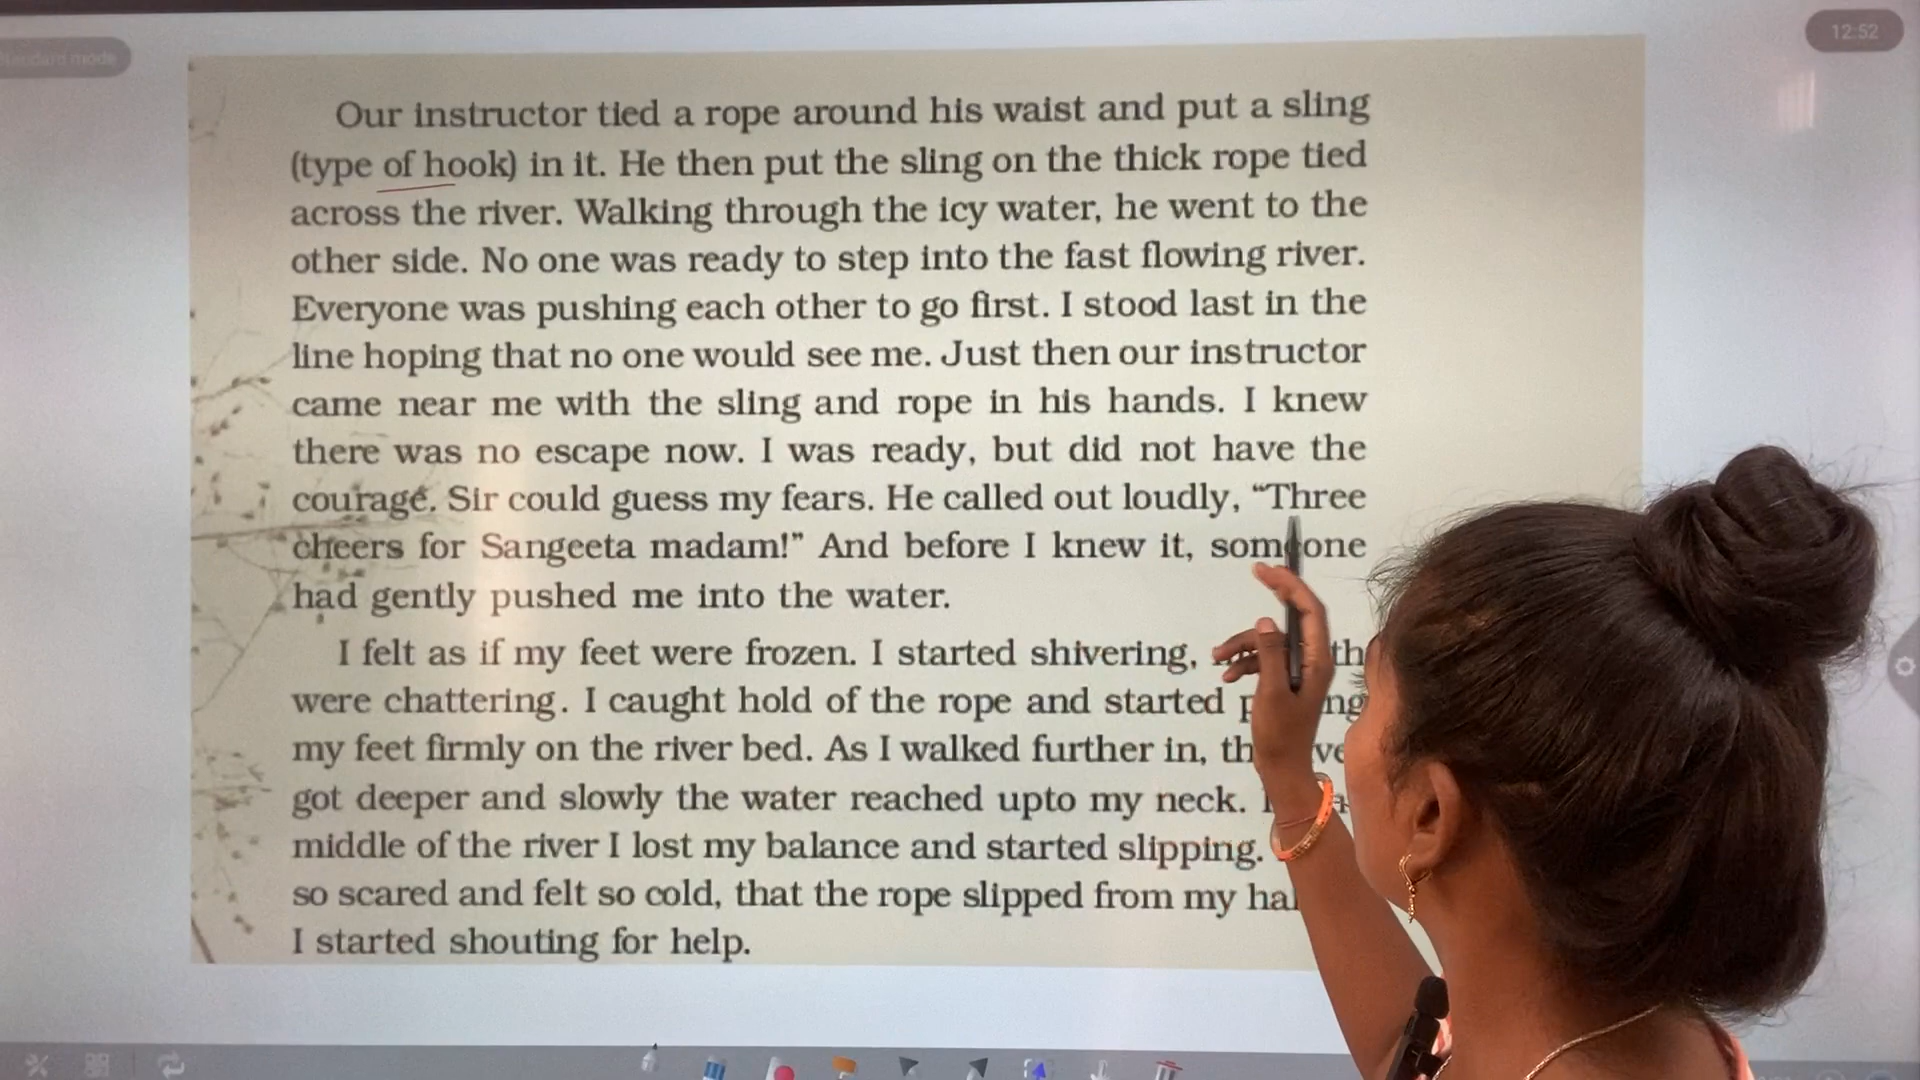 Standard mode
12:52
Our instructor tied a rope around his waist and put a sling
(type of hook) in it. He then put the sling on the thick rope tied
across the river. Walking through the icy water, he went to the
other side. No one was ready to step into the fast flowing river.
Everyone was pushing each other to go first. I stood last in the
line hoping that no one would see me. Just then our instructor
came near me with the sling and rope in his hands. I knew
there was no escape now. I was ready, but did not have the
courage. Sir could guess my fears. He called out loudly, “Three
cheers for Sangeeta madam!” And before I knew it, someone
had gently pushed me into the water.
I felt as if my feet were frozen. I started shivering,
were chattering. I caught hold of the rope and started
my feet firmly on the river bed. As I walked further in,
got deeper and slowly the water reached upto my neck.
middle of the river I lost my balance and started slipping.
so scared and felt so cold, that the rope slipped from my
I started shouting for help.